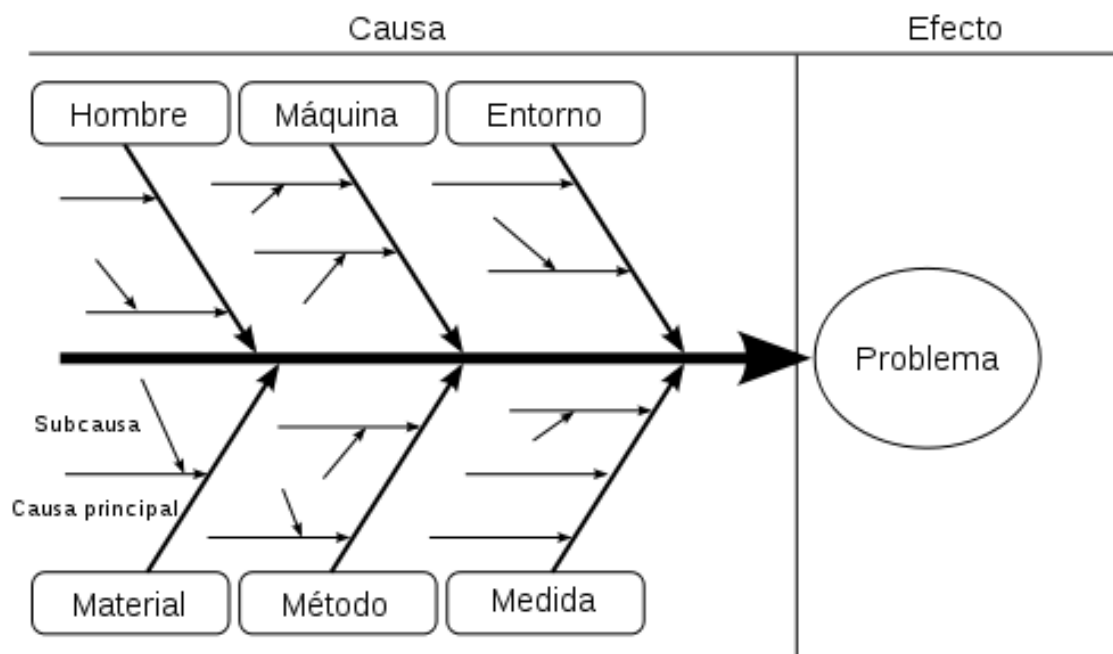 Causa
Efecto
Hombre
Máquina
Entorno
Problema
Subcausa
Causa principal
Material
Método
Medida